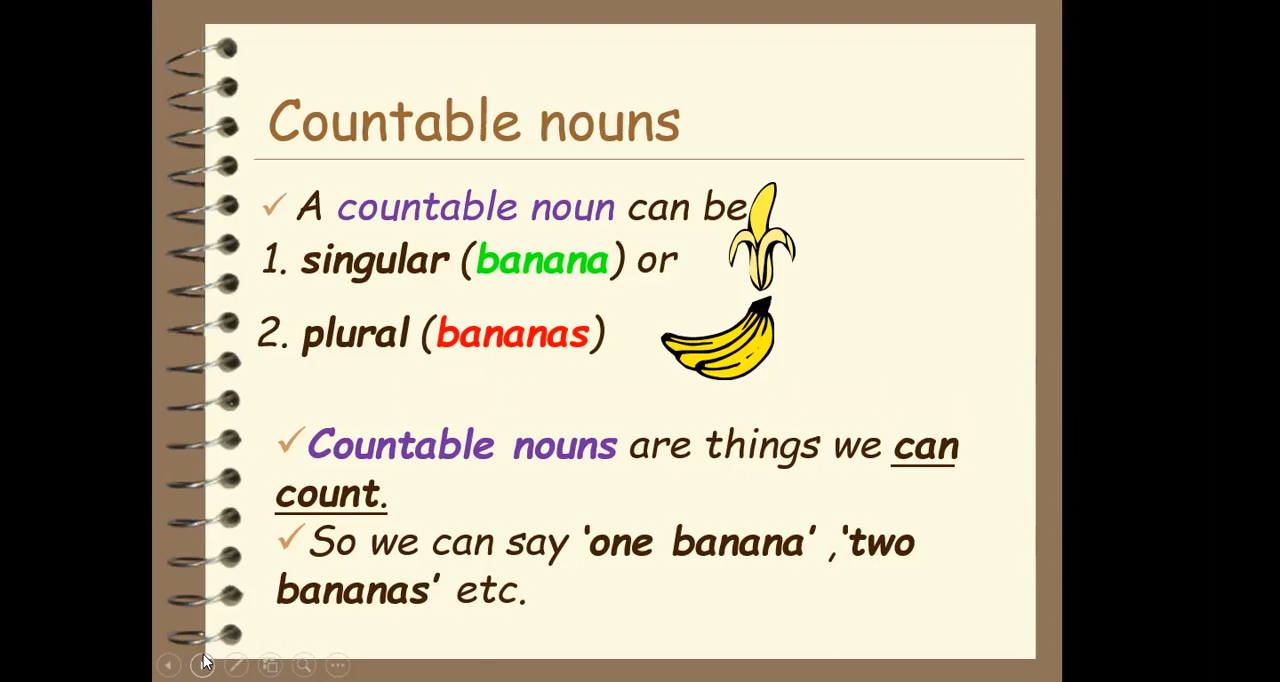 Countable nouns
✓ A countable noun can be
1. singular (banana) or
2. plural (bananas)
✓Countable nouns are things we can
count.
✓So we can say ‘one banana’ ,‘two
bananas’ etc.